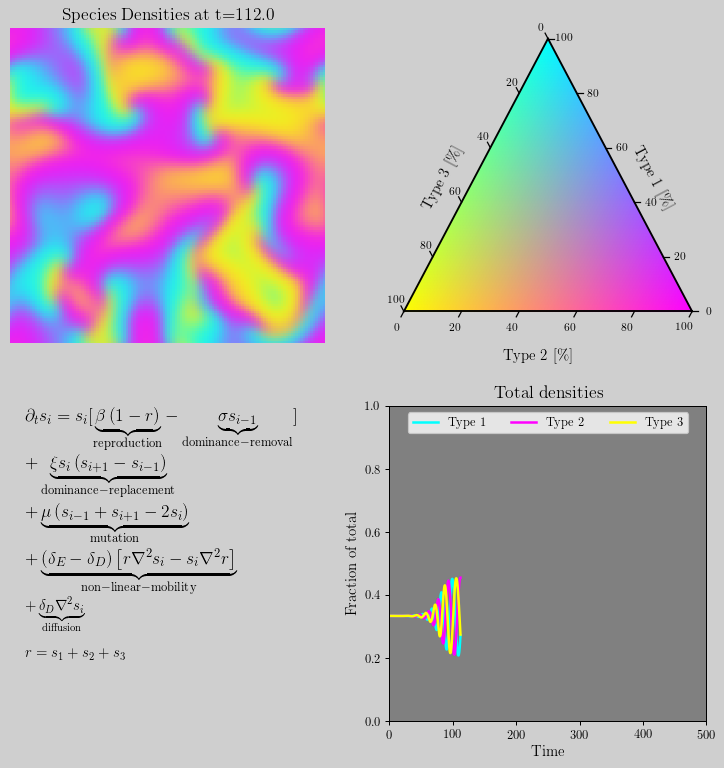 Species Densities at t=112.0
0
100
20
80
40
60
Type 3 [%]
Type 1 [%]
60
40
80
20
100
0
0
20
40
60
80
100
Type 2 [%]
∂ₜsᵢ = sᵢ[β (1 − r) − σsᵢ₋₁ ]
reproduction dominance−removal
+ ξsᵢ (sᵢ₊₁ − sᵢ₋₁)
dominance−replacement
+ μ (sᵢ₋₁ + sᵢ₊₁ − 2sᵢ)
mutation
+ (δ_E − δ_D) [r∇²sᵢ − sᵢ∇²r]
non−linear−mobility
+ δ_D∇²sᵢ
diffusion
r = s₁ + s₂ + s₃
Total densities
Type 1 Type 2 Type 3
1.0
0.8
0.6
0.4
0.2
0.0
Fraction of total
0 100 200 300 400 500
Time